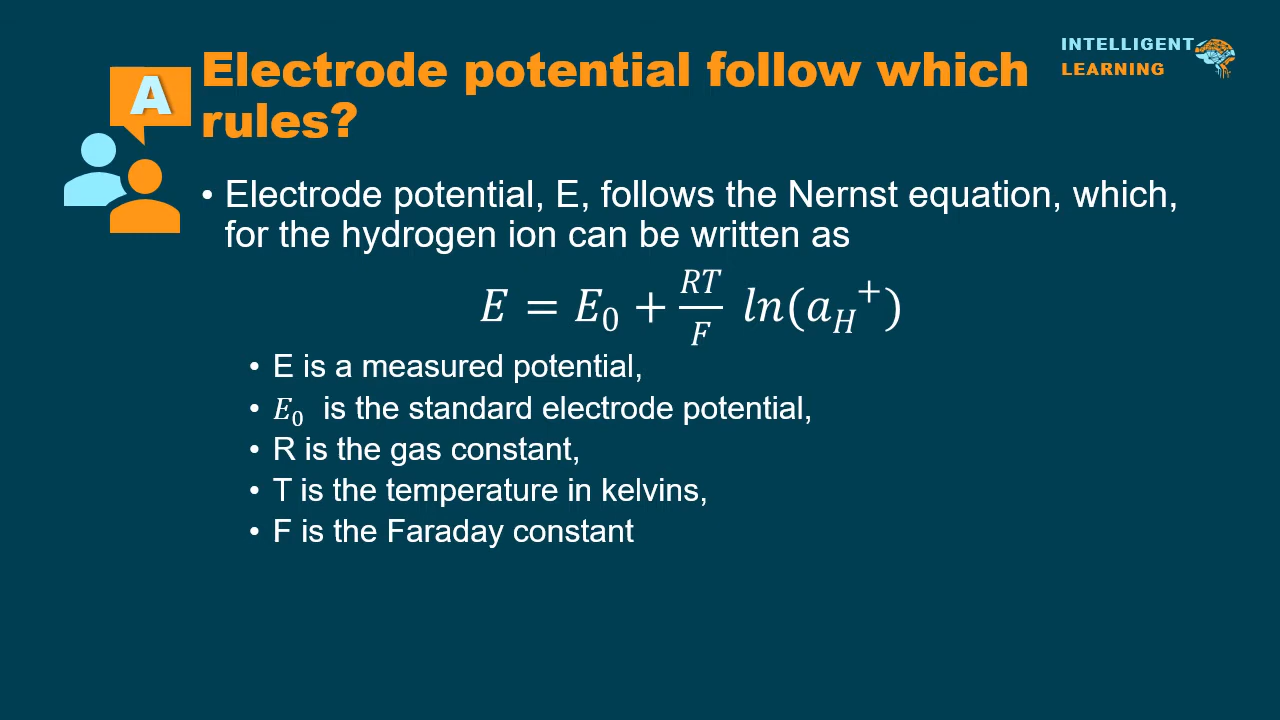 INTELLIGENT
LEARNING
A
Electrode potential follow which
rules?
• Electrode potential, E, follows the Nernst equation, which,
for the hydrogen ion can be written as
E = E₀ + RT/F ln(a_H⁺)
• E is a measured potential,
• E₀ is the standard electrode potential,
• R is the gas constant,
• T is the temperature in kelvins,
• F is the Faraday constant